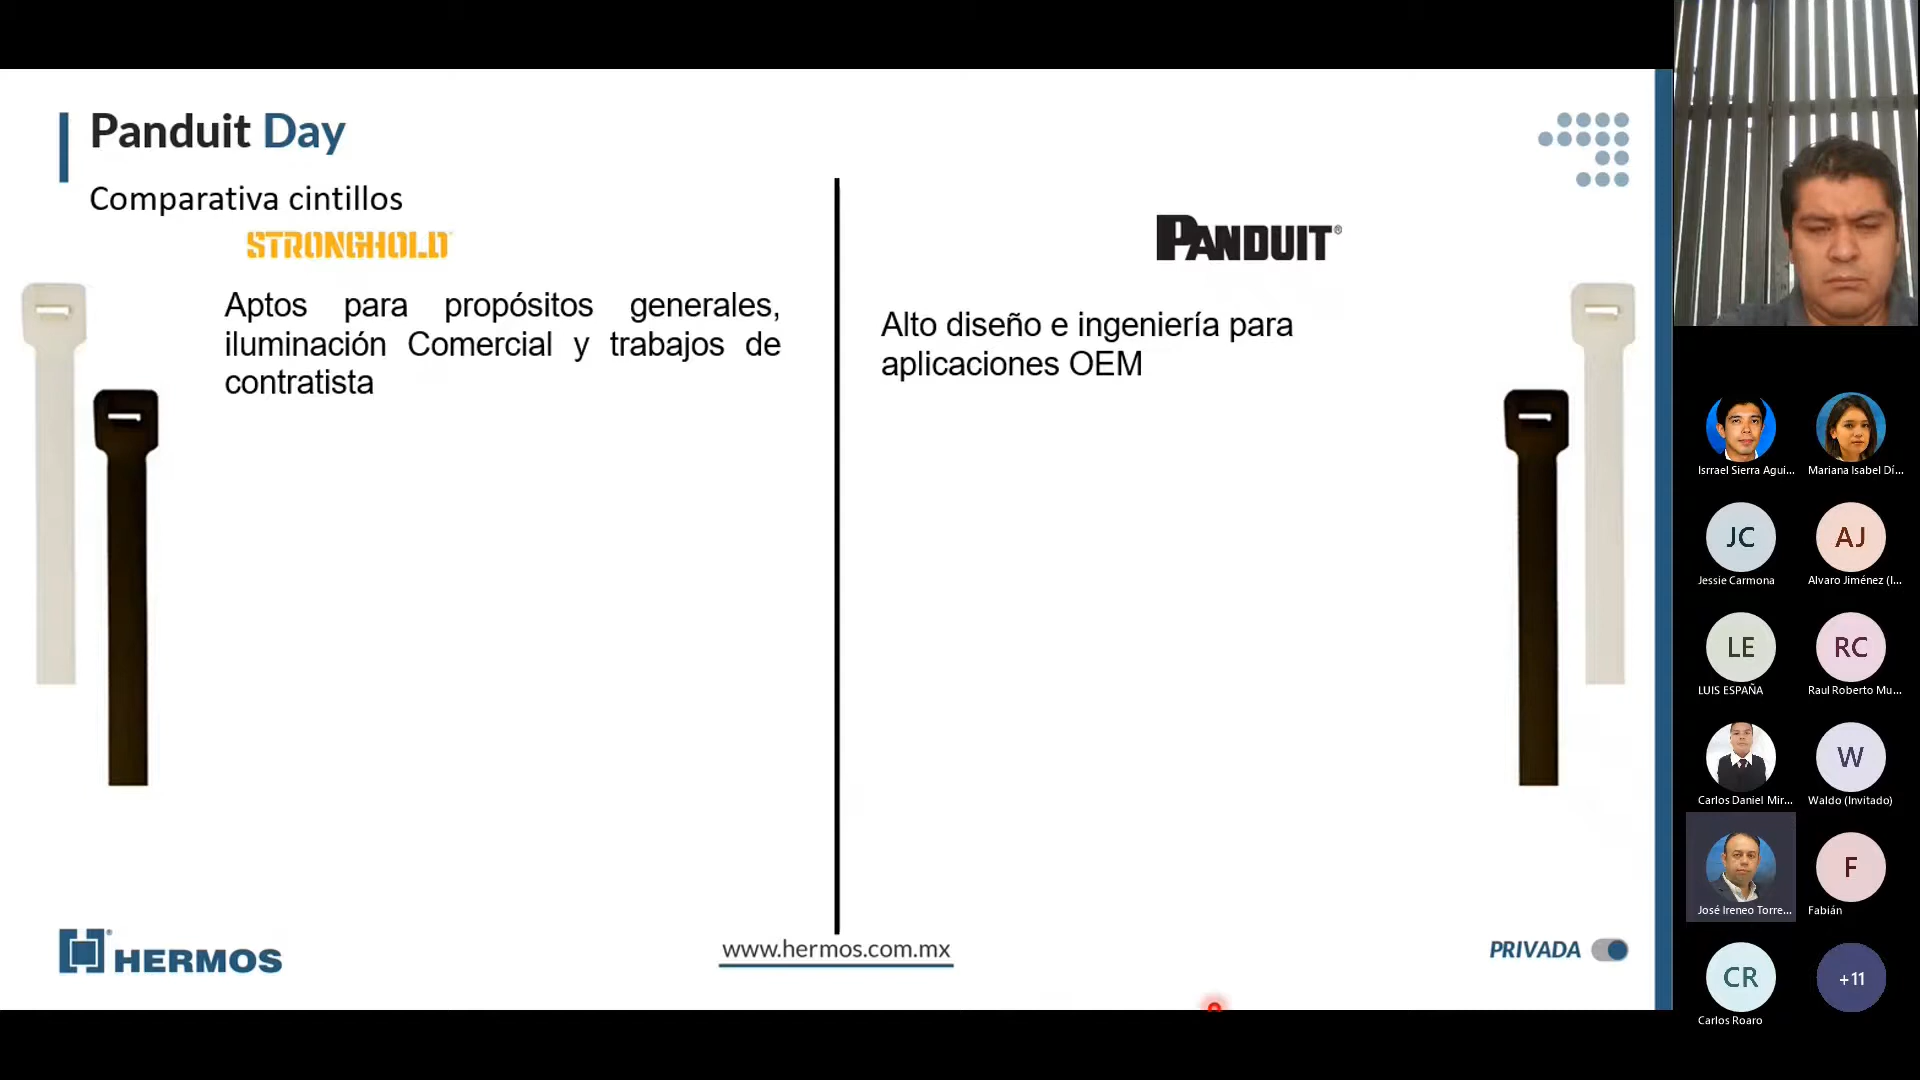 Panduit Day
Comparativa cintillos
STRONGHOLD
Aptos para propósitos generales,
iluminación Comercial y trabajos de
contratista
PANDUIT®
Alto diseño e ingeniería para
aplicaciones OEM
HERMOS®
www.hermos.com.mx
PRIVADA
Isrrael Sierra Agui...
Mariana Isabel Dí...
JC
Jessie Carmona
AJ
Alvaro Jiménez (I...
LE
LUIS ESPAÑA
RC
Raul Roberto Mu...
Carlos Daniel Mir...
W
Waldo (Invitado)
José Ireneo Torre...
F
Fabián
CR
Carlos Roaro
+11